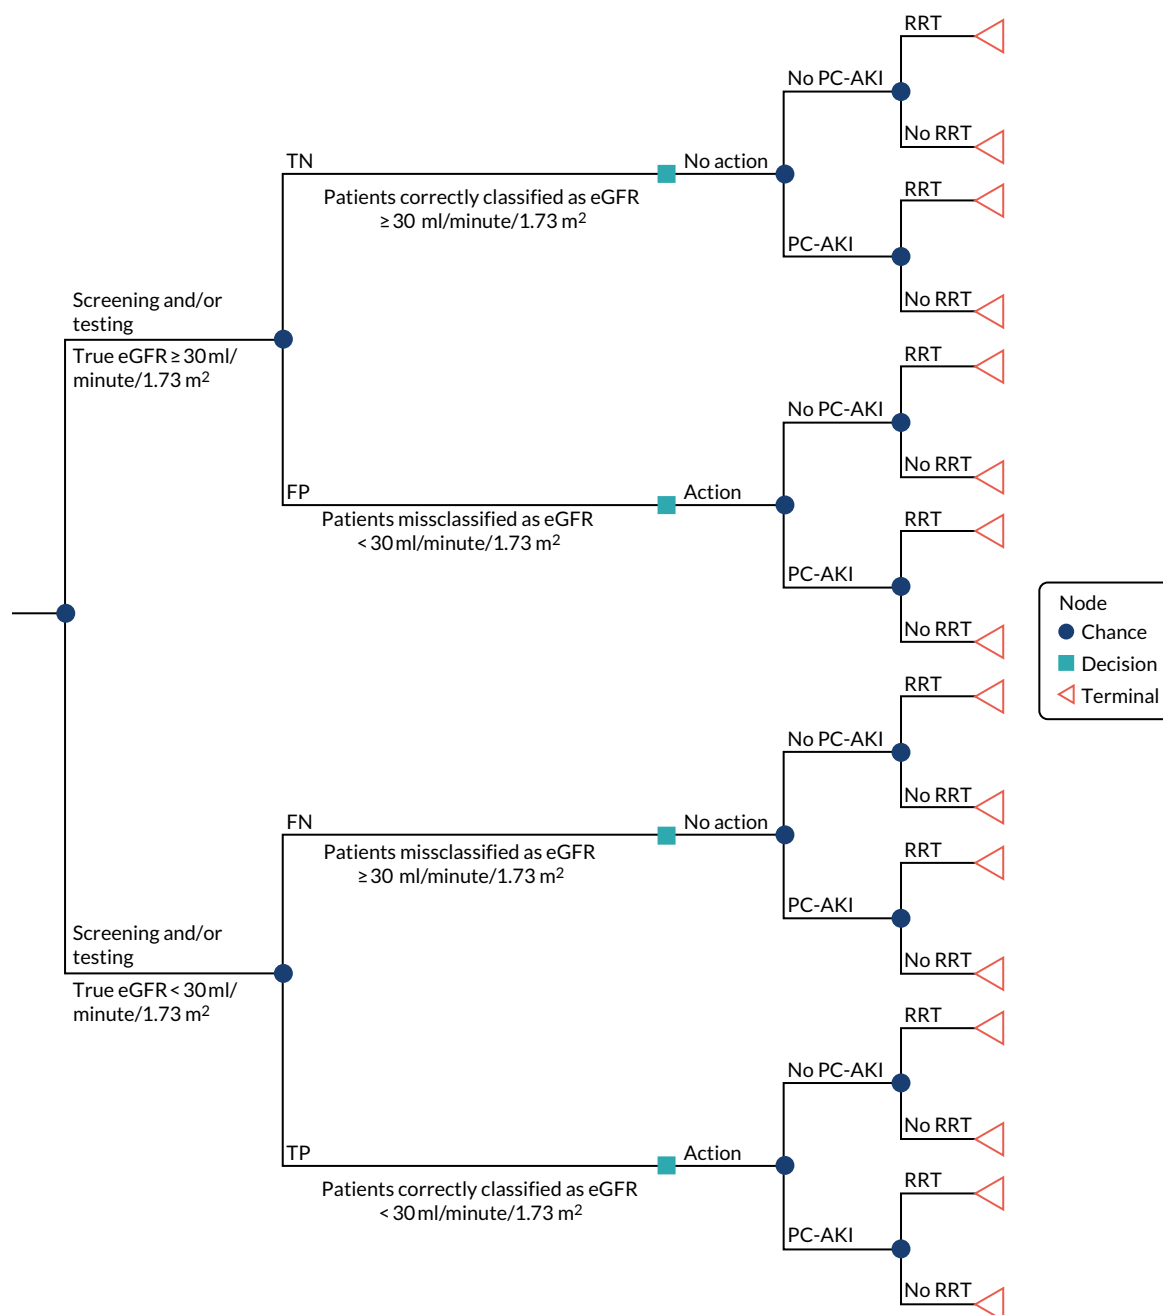 RRT
No PC-AKI
No RRT
TN
No action
Patients correctly classified as eGFR
≥ 30 ml/minute/1.73 m²
RRT
PC-AKI
No RRT
Screening and/or
testing
True eGFR ≥ 30 ml/
minute/1.73 m²
RRT
No PC-AKI
No RRT
FP
Action
Patients missclassified as eGFR
< 30 ml/minute/1.73 m²
RRT
PC-AKI
No RRT
Node
Chance
Decision
Terminal
RRT
No PC-AKI
No RRT
FN
No action
Patients missclassified as eGFR
≥ 30 ml/minute/1.73 m²
RRT
PC-AKI
No RRT
Screening and/or
testing
True eGFR < 30 ml/
minute/1.73 m²
RRT
No PC-AKI
No RRT
TP
Action
Patients correctly classified as eGFR
< 30 ml/minute/1.73 m²
RRT
PC-AKI
No RRT